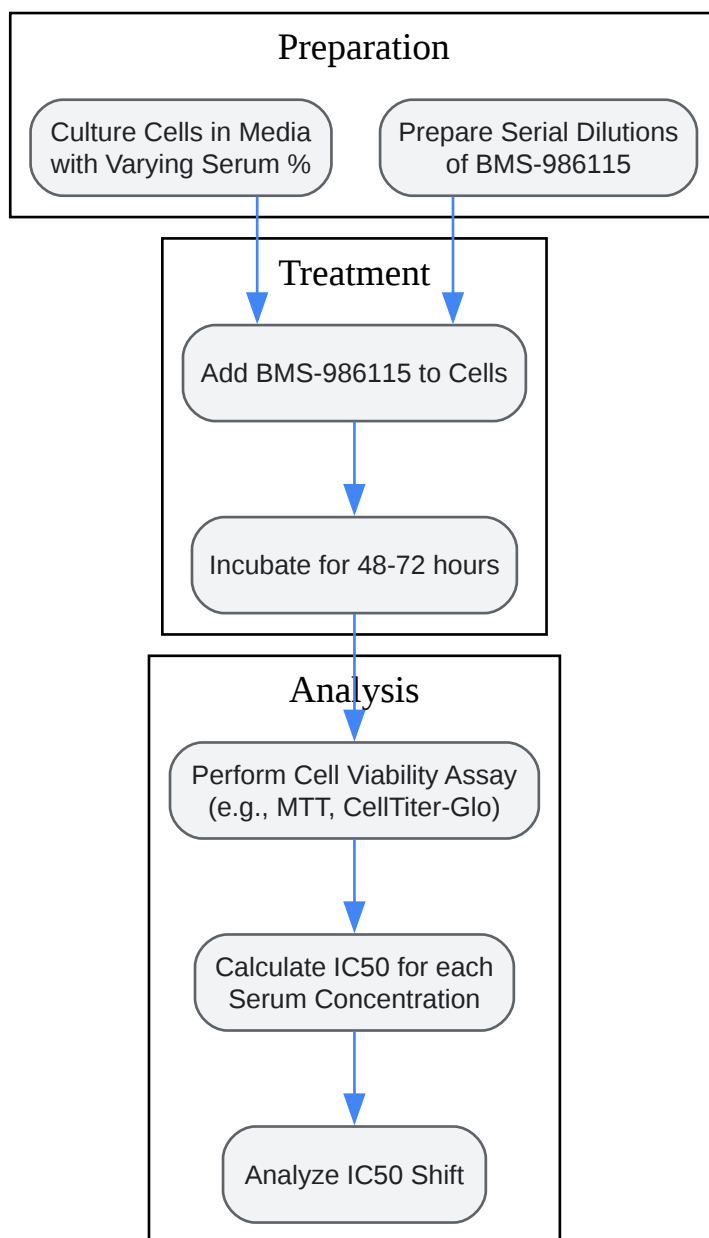 Preparation
Culture Cells in Media
with Varying Serum %
Prepare Serial Dilutions
of BMS-986115
Treatment
Add BMS-986115 to Cells
Incubate for 48-72 hours
Analysis
Perform Cell Viability Assay
(e.g., MTT, CellTiter-Glo)
Calculate IC50 for each
Serum Concentration
Analyze IC50 Shift